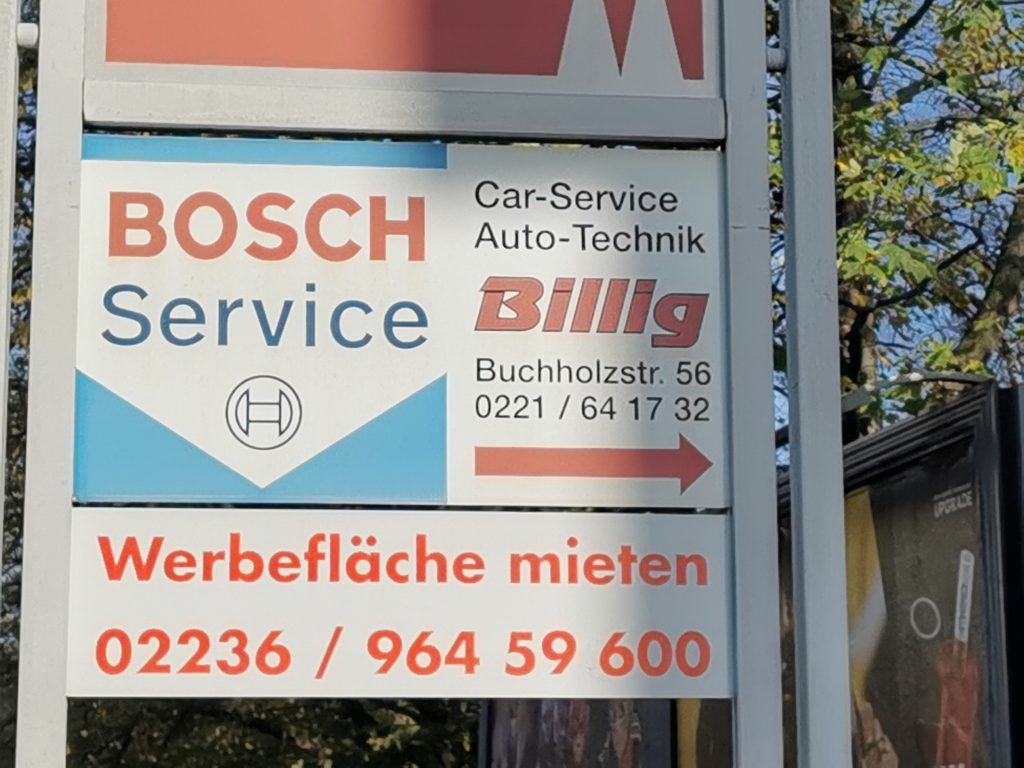 BOSCH
Service
Car-Service
Auto-Technik
Billig
Buchholzstr. 56
0221 / 64 17 32
Werbefläche mieten
02236 / 964 59 600
UPGRADE